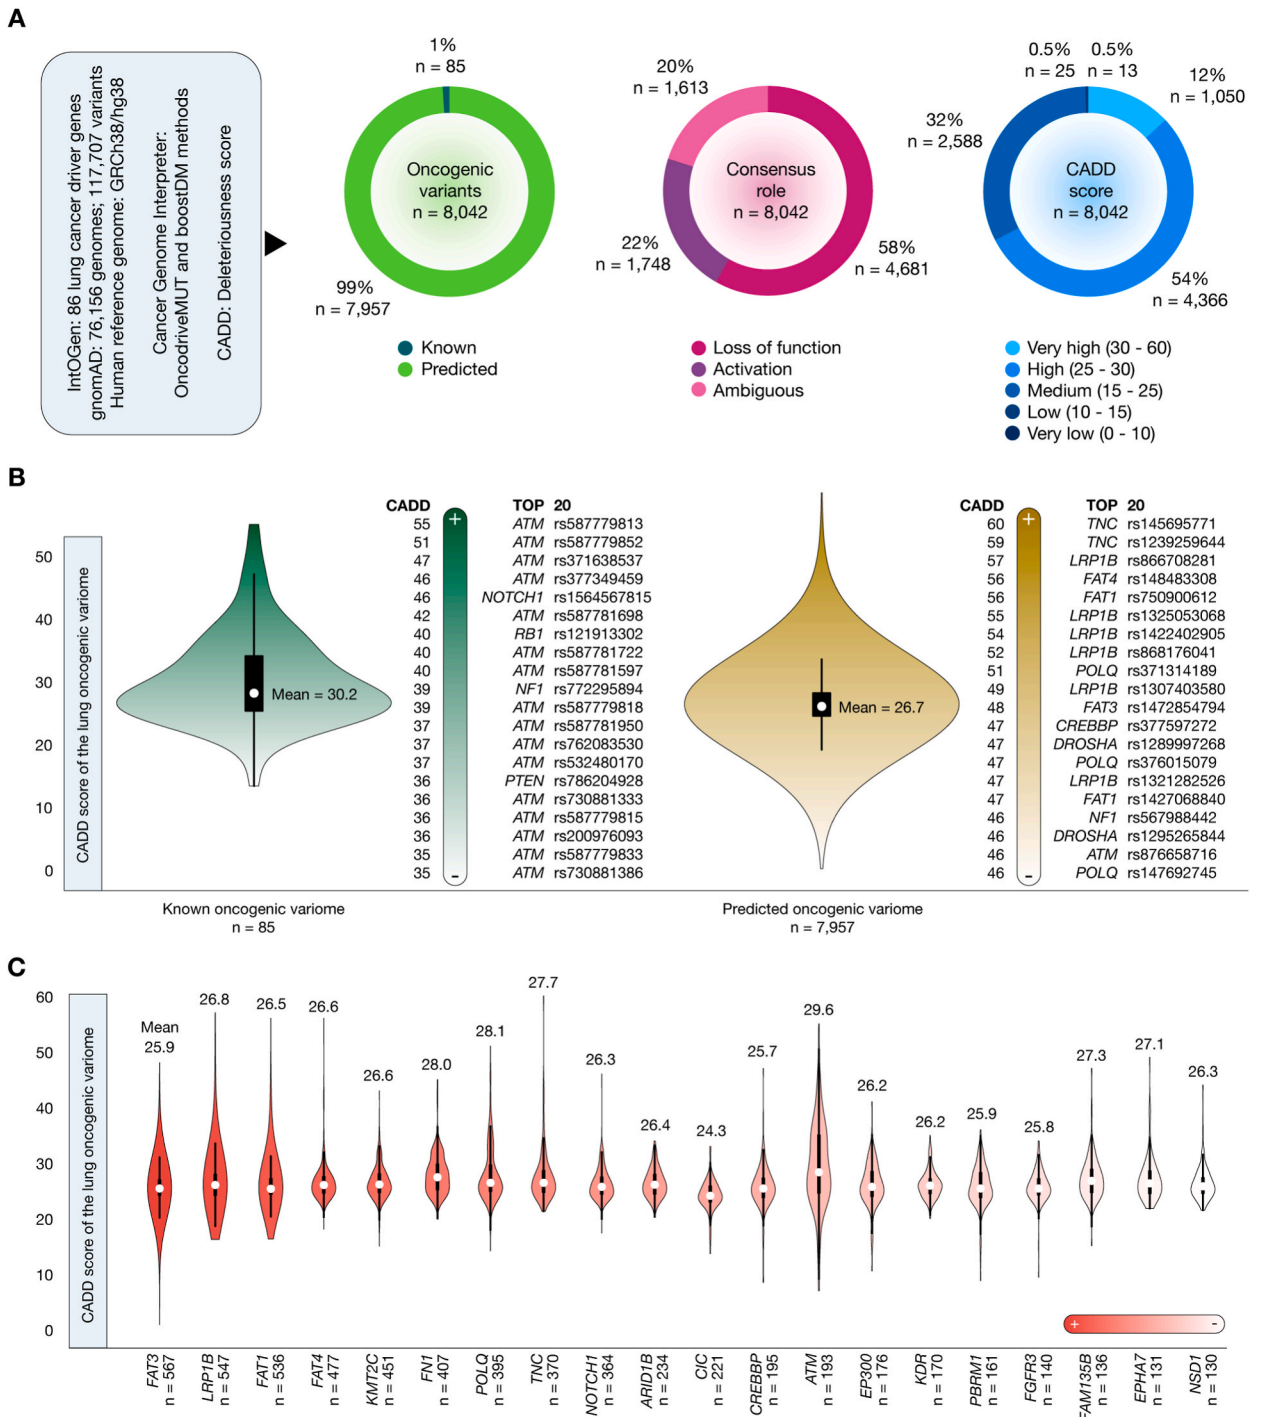 A
IntOGen: 86 lung cancer driver genes
gnomAD: 76,156 genomes; 117,707 variants
Human reference genome: GRCh38/hg38
Cancer Genome Interpreter:
OncodriveMUT and boostDM methods
CADD: Deleteriousness score
1%
n = 85
Oncogenic
variants
n = 8,042
99%
n = 7,957
Known
Predicted
20%
n = 1,613
Consensus
role
n = 8,042
22%
n = 1,748
58%
n = 4,681
Loss of function
Activation
Ambiguous
0.5%
n = 25
0.5%
n = 13
12%
n = 1,050
32%
n = 2,588
CADD
score
n = 8,042
54%
n = 4,366
Very high (30 - 60)
High (25 - 30)
Medium (15 - 25)
Low (10 - 15)
Very low (0 - 10)
B
CADD score of the lung oncogenic variome
50
40
30
20
10
0
Mean = 30.2
CADD TOP 20
+
55 ATM rs587779813
51 ATM rs587779852
47 ATM rs371638537
46 ATM rs377349459
46 NOTCH1 rs1564567815
42 ATM rs587781698
40 RB1 rs121913302
40 ATM rs587781722
40 ATM rs587781597
39 NF1 rs772295894
39 ATM rs587779818
37 ATM rs587781950
37 ATM rs762083530
37 ATM rs532480170
36 PTEN rs786204928
36 ATM rs730881333
36 ATM rs587779815
36 ATM rs200976093
35 ATM rs587779833
35 ATM rs730881386
-
Known oncogenic variome
n = 85
Mean = 26.7
CADD TOP 20
+
60 TNC rs145695771
59 TNC rs1239259644
57 LRP1B rs866708281
56 FAT4 rs148483308
56 FAT1 rs750900612
55 LRP1B rs1325053068
54 LRP1B rs1422402905
52 LRP1B rs868176041
51 POLQ rs371314189
49 LRP1B rs1307403580
48 FAT3 rs1472854794
47 CREBBP rs377597272
47 DROSHA rs1289997268
47 POLQ rs376015079
47 LRP1B rs1321282526
47 FAT1 rs1427068840
46 NF1 rs567988442
46 DROSHA rs1295265844
46 ATM rs876658716
46 POLQ rs147692745
-
Predicted oncogenic variome
n = 7,957
C
CADD score of the lung oncogenic variome
60
50
40
30
20
10
0
Mean
25.9
26.8
26.5
26.6
26.6
28.0
28.1
27.7
26.3
26.4
24.3
25.7
29.6
26.2
26.2
25.9
25.8
27.3
27.1
26.3
+ -
FAT3
n = 567
LRP1B
n = 547
FAT1
n = 536
FAT4
n = 477
KMT2C
n = 451
FN1
n = 407
POLQ
n = 395
TNC
n = 370
NOTCH1
n = 364
ARID1B
n = 234
CIC
n = 221
CREBBP
n = 195
ATM
n = 193
EP300
n = 176
KDR
n = 170
PBRM1
n = 161
FGFR3
n = 140
FAM135B
n = 136
EPHA7
n = 131
NSD1
n = 130